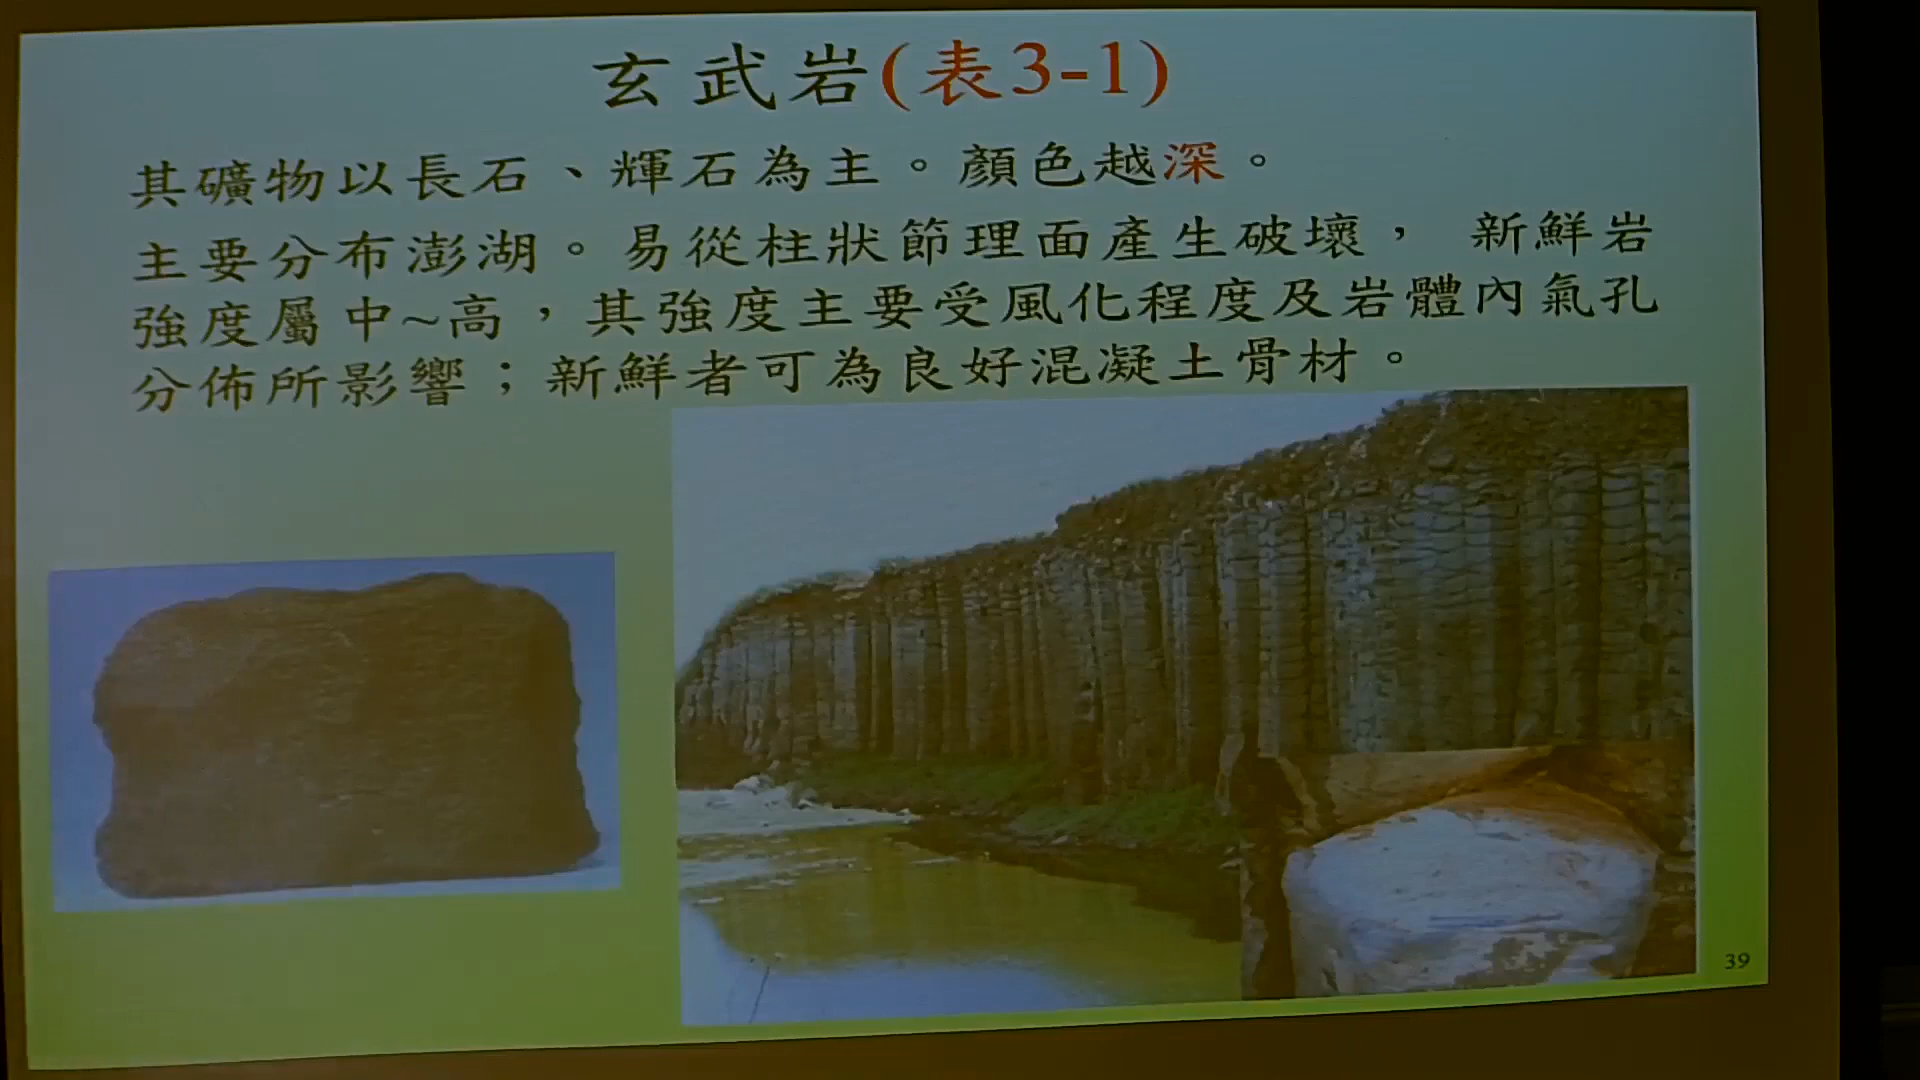 玄武岩(表3-1)
其礦物以長石、輝石為主。顏色越深。
主要分布澎湖。易從柱狀節理面產生破壞， 新鮮岩
強度屬中~高，其強度主要受風化程度及岩體內氣孔
分佈所影響；新鮮者可為良好混凝土骨材。
39